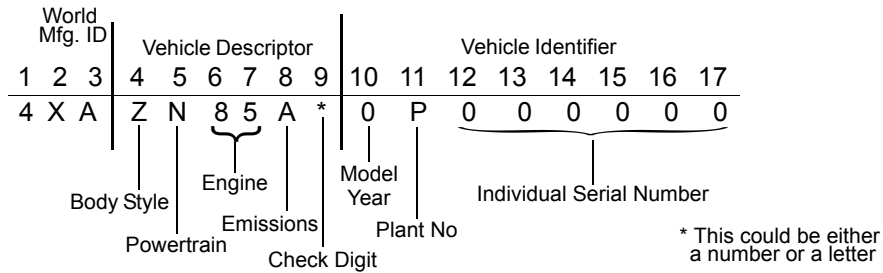 World
Mfg. ID
Vehicle Descriptor
Vehicle Identifier
1 2 3 4 5 6 7 8 9 10 11 12 13 14 15 16 17
4 X A Z N 8 5 A * 0 P 0 0 0 0 0 0
Body Style
Powertrain
Engine
Emissions
Check Digit
Model
Year
Plant No
Individual Serial Number
* This could be either
a number or a letter